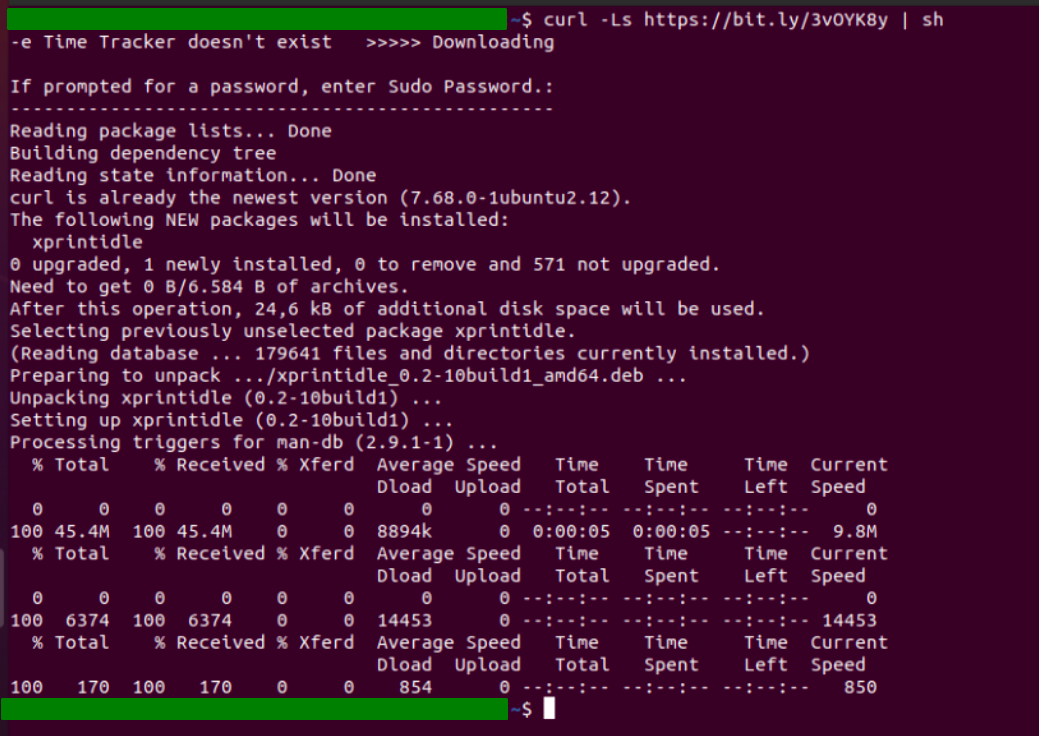 ~$ curl -Ls https://bit.ly/3vOYK8y | sh
-e Time Tracker doesn't exist   >>>>> Downloading
If prompted for a password, enter Sudo Password.:
-------------------------------------------------
Reading package lists... Done
Building dependency tree
Reading state information... Done
curl is already the newest version (7.68.0-1ubuntu2.12).
The following NEW packages will be installed:
  xprintidle
0 upgraded, 1 newly installed, 0 to remove and 571 not upgraded.
Need to get 0 B/6.584 B of archives.
After this operation, 24,6 kB of additional disk space will be used.
Selecting previously unselected package xprintidle.
(Reading database ... 179641 files and directories currently installed.)
Preparing to unpack .../xprintidle_0.2-10build1_amd64.deb ...
Unpacking xprintidle (0.2-10build1) ...
Setting up xprintidle (0.2-10build1) ...
Processing triggers for man-db (2.9.1-1) ...
  % Total    % Received % Xferd  Average Speed   Time    Time     Time  Current
                                 Dload  Upload   Total   Spent    Left  Speed
  0     0    0     0    0     0      0      0 --:--:-- --:--:-- --:--:--     0
100 45.4M  100 45.4M    0     0  8894k      0  0:00:05  0:00:05 --:--:--  9.8M
  % Total    % Received % Xferd  Average Speed   Time    Time     Time  Current
                                 Dload  Upload   Total   Spent    Left  Speed
  0     0    0     0    0     0      0      0 --:--:-- --:--:-- --:--:--     0
100  6374  100  6374    0     0  14453      0 --:--:-- --:--:-- --:--:-- 14453
  % Total    % Received % Xferd  Average Speed   Time    Time     Time  Current
                                 Dload  Upload   Total   Spent    Left  Speed
100   170  100   170    0     0    854      0 --:--:-- --:--:-- --:--:--   850
~$